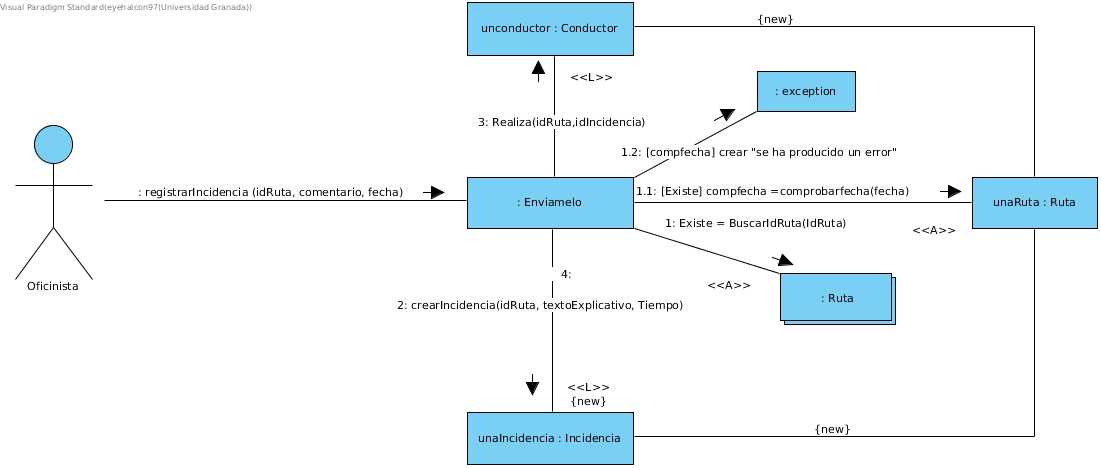 Visual Paradigm Standard(eyehalcon97(Universidad Granada))
{new}
unconductor : Conductor
<<L>>
: exception
3: Realiza(idRuta,idIncidencia)
1.2: [compfecha] crear "se ha producido un error"
: registrarIncidencia (idRuta, comentario, fecha)
: Enviamelo
1.1: [Existe] compfecha =comprobarfecha(fecha)
unaRuta : Ruta
1: Existe = BuscarIdRuta(IdRuta)
<<A>>
4:
Oficinista
<<A>>
: Ruta
2: crearIncidencia(idRuta, textoExplicativo, Tiempo)
<<L>>
{new}
{new}
unaIncidencia : Incidencia